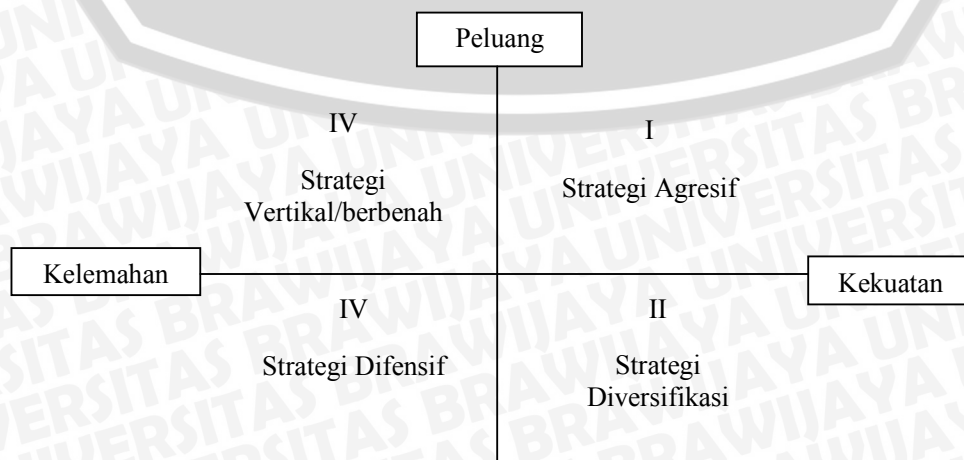 Peluang
IV
I
Strategi
Vertikal/berbenah
Strategi Agresif
Kelemahan
Kekuatan
IV
II
Strategi Difensif
Strategi
Diversifikasi